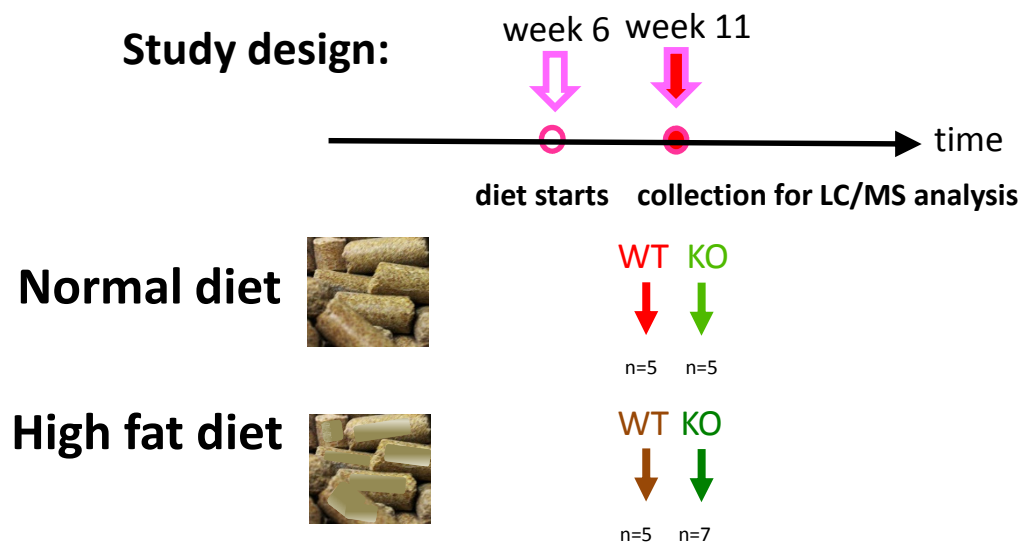 Study design:
week 6 week 11
time
diet starts collection for LC/MS analysis
Normal diet
WT KO
n=5 n=5
High fat diet
WT KO
n=5 n=7